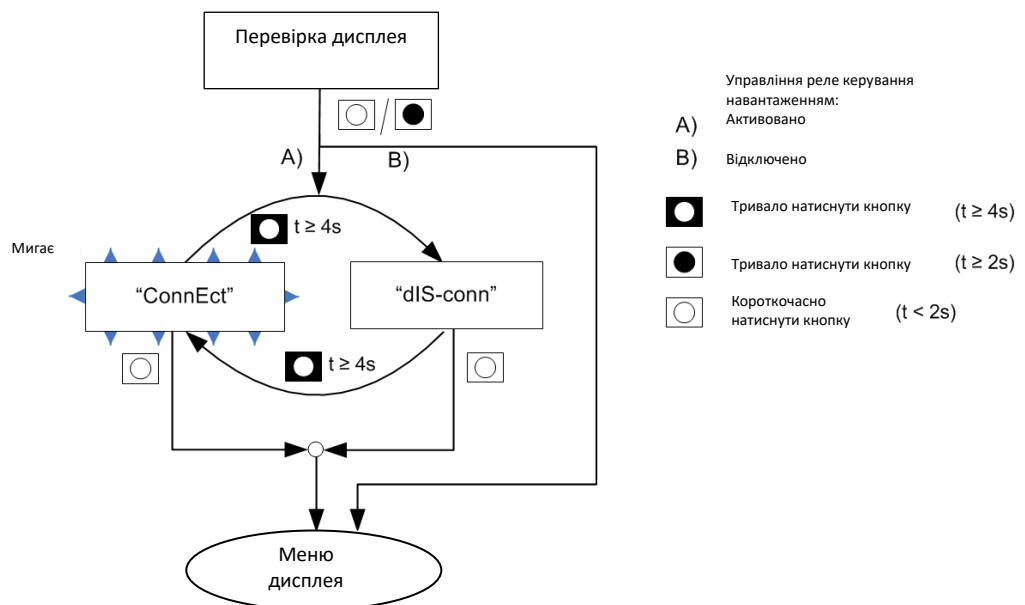 Перевірка дисплея
A)
B)
t ≥ 4s
Мигає
“ConnEct”
“dIS-conn”
t ≥ 4s
Меню
дисплея
Управління реле керування
навантаженням:
A) Активовано
B) Відключено
Тривало натиснути кнопку (t ≥ 4s)
Тривало натиснути кнопку (t ≥ 2s)
Короткочасно
натиснути кнопку (t < 2s)